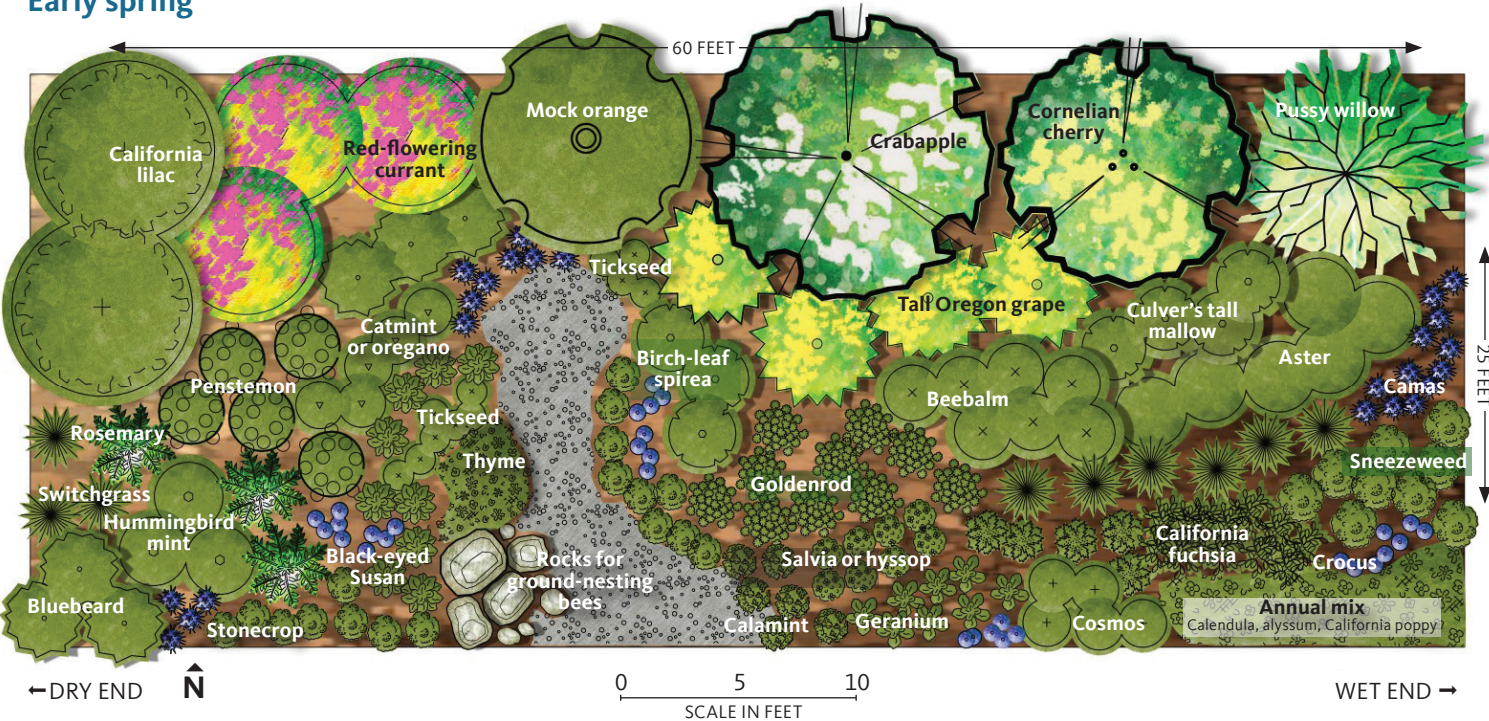 Early spring
60 FEET
Mock orange
Pussy willow
Cornelian
cherry
Crabapple
California
lilac
Red-flowering
currant
Tickseed
Tall Oregon grape
Culver's tall
mallow
Catmint
or oregano
Birch-leaf
spirea
Aster
25 FEET
Penstemon
Camas
Beebalm
Tickseed
Rosemary
Thyme
Sneezeweed
Goldenrod
Switchgrass
Hummingbird
mint
California
fuchsia
Black-eyed
Susan
Rocks for
ground-nesting
bees
Salvia or hyssop
Crocus
Bluebeard
Stonecrop
Calamint
Geranium
Cosmos
Annual mix
Calendula, alyssum, California poppy
←DRY END
N
0 5 10
SCALE IN FEET
WET END →